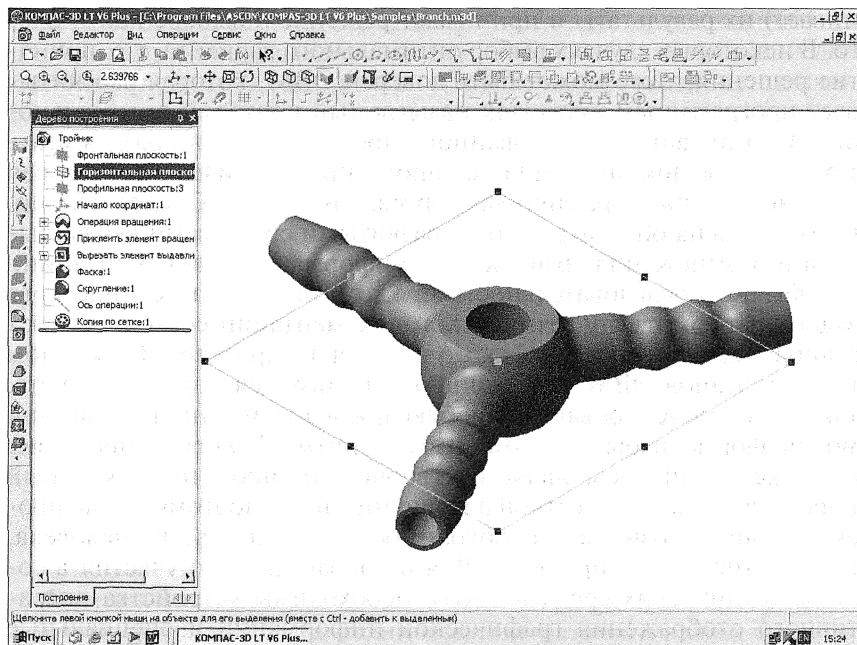 КОМПАС-3D LT V6 Plus - [C:\Program Files\ASCON\KOMPAS-3D LT V6 Plus\Samples\Branch.m3d]
Файл Редактор Вид Операции Сервис Окно Справка
2.639766
Дерево построения
Тройник
Фронтальная плоскость:1
Горизонтальная плоско
Профильная плоскость:3
Начало координат:1
Операция вращения:1
Приклеить элемент вращен
Вырезать элемент выдавли
Фаска:1
Скругление:1
Ось операции:1
Копия по сетке:1
Построение
Щелкните левой кнопкой мыши на объекте для его выделения (вместе с Ctrl - добавить к выделенным)
Пуск КОМПАС-3D LT V6 Plus,... EN 15:24